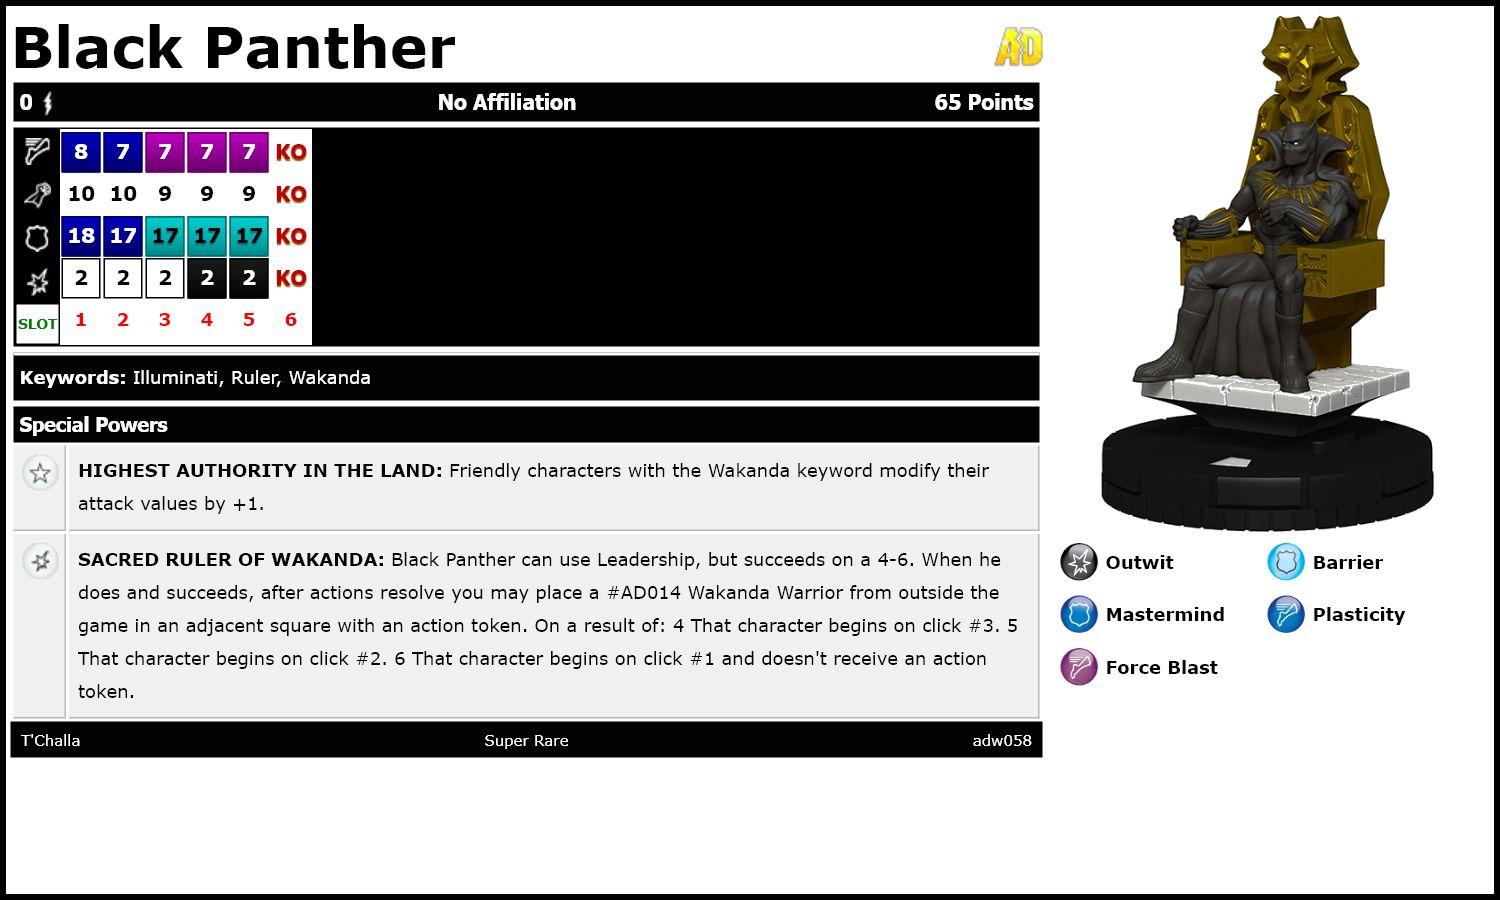 Black Panther
AD
0 No Affiliation 65 Points
8 7 7 7 7 KO
10 10 9 9 9 KO
18 17 17 17 17 KO
2 2 2 2 2 KO
SLOT 1 2 3 4 5 6
Keywords: Illuminati, Ruler, Wakanda
Special Powers
HIGHEST AUTHORITY IN THE LAND: Friendly characters with the Wakanda keyword modify their
attack values by +1.
SACRED RULER OF WAKANDA: Black Panther can use Leadership, but succeeds on a 4-6. When he
does and succeeds, after actions resolve you may place a #AD014 Wakanda Warrior from outside the
game in an adjacent square with an action token. On a result of: 4 That character begins on click #3. 5
That character begins on click #2. 6 That character begins on click #1 and doesn't receive an action
token.
T'Challa Super Rare adw058
Outwit Barrier
Mastermind Plasticity
Force Blast